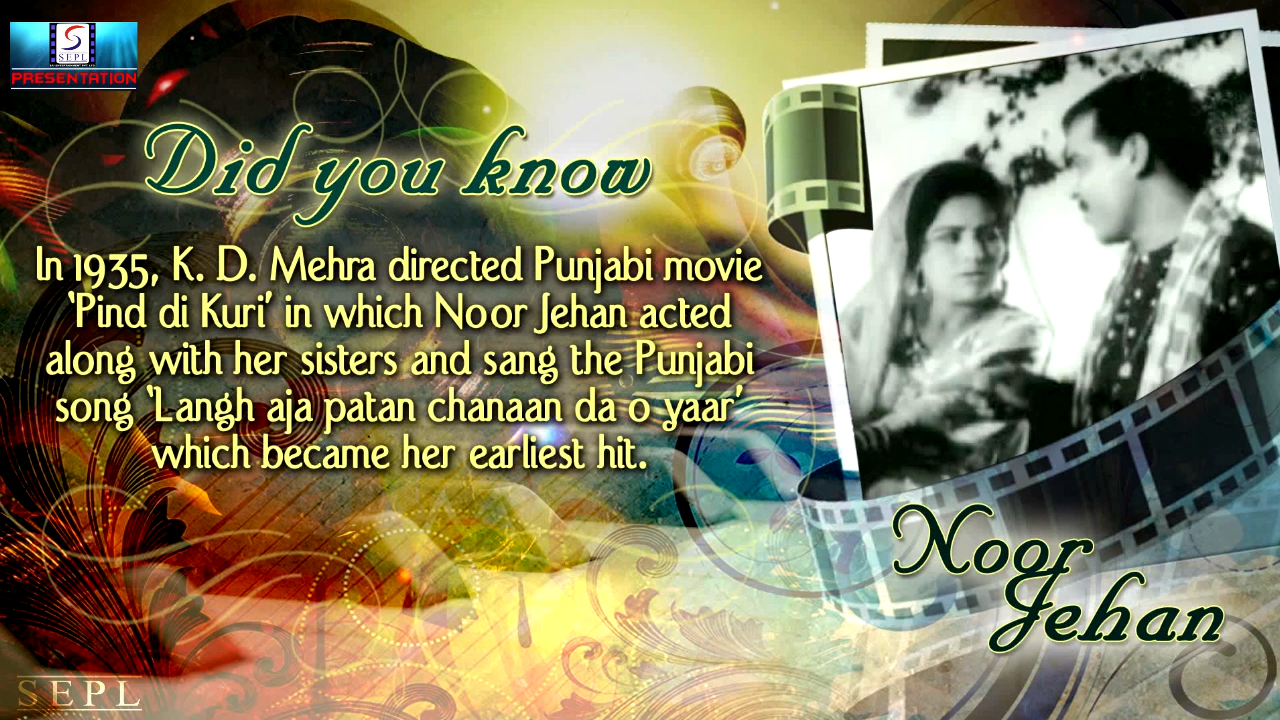 SEPL
PRESENTATION
Did you know
In 1935, K. D. Mehra directed Punjabi movie
'Pind di Kuri' in which Noor Jehan acted
along with her sisters and sang the Punjabi
song 'Langh aja patan chanaan da o yaar'
which became her earliest hit.
Noor
Jehan
SEPL